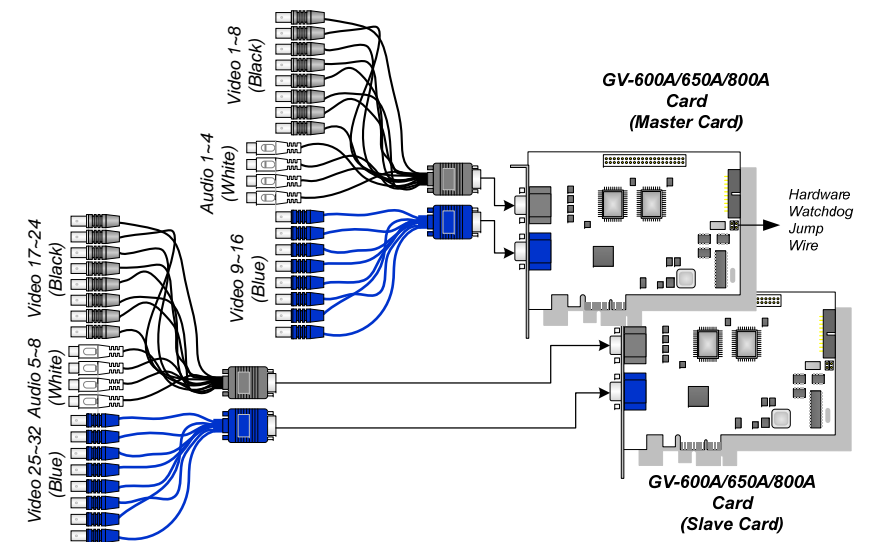 Video 1~8
(Black)
Audio 1~4
(White)
Video 9~16
(Blue)
GV-600A/650A/800A
Card
(Master Card)
Hardware
Watchdog
Jump
Wire
Video 17~24
(Black)
Audio 5~8
(White)
Video 25~32
(Blue)
GV-600A/650A/800A
Card
(Slave Card)